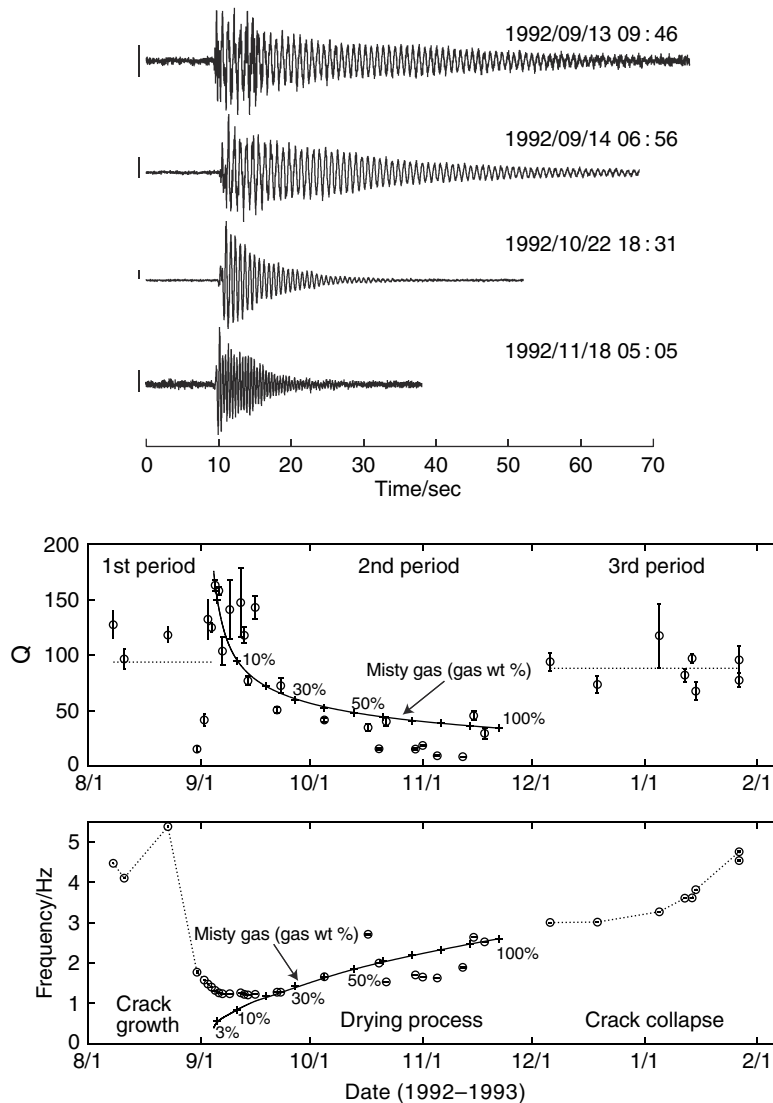 1992/09/13 09 : 46
1992/09/14 06 : 56
1992/10/22 18 : 31
1992/11/18 05 : 05
0 10 20 30 40 50 60 70
Time/sec
200
150
100
50
0
Q
1st period 2nd period 3rd period
10%
30%
50%
100%
Misty gas (gas wt %)
8/1 9/1 10/1 11/1 12/1 1/1 2/1
5
4
3
2
1
0
Frequency/Hz
Misty gas (gas wt %)
3%
10%
30%
50%
100%
Crack
growth
Drying process
Crack collapse
8/1 9/1 10/1 11/1 12/1 1/1 2/1
Date (1992–1993)